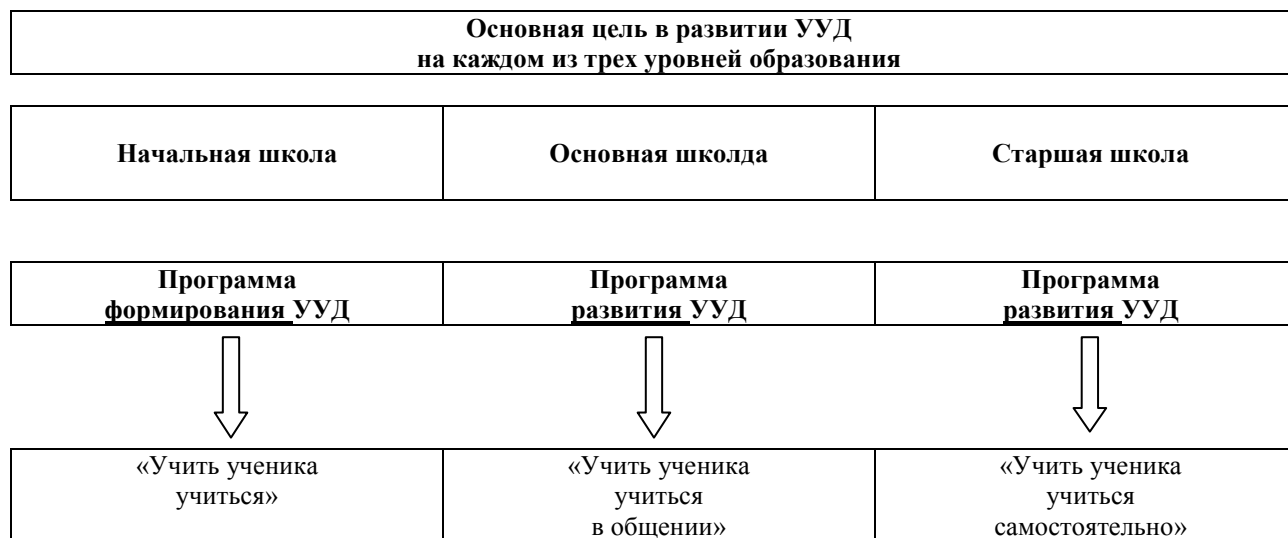 Основная цель в развитии УУД
на каждом из трех уровней образования
Начальная школа
Основная школда
Старшая школа
Программа
формирования УУД
Программа
развития УУД
Программа
развития УУД
«Учить ученика
учиться»
«Учить ученика
учиться
в общении»
«Учить ученика
учиться
самостоятельно»